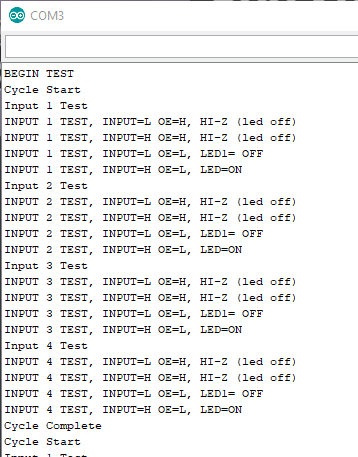 COM3
BEGIN TEST
Cycle Start
Input 1 Test
INPUT 1 TEST, INPUT=L OE=H, HI-Z (led off)
INPUT 1 TEST, INPUT=H OE=H, HI-Z (led off)
INPUT 1 TEST, INPUT=L OE=L, LED1= OFF
INPUT 1 TEST, INPUT=H OE=L, LED=ON
Input 2 Test
INPUT 2 TEST, INPUT=L OE=H, HI-Z (led off)
INPUT 2 TEST, INPUT=H OE=H, HI-Z (led off)
INPUT 2 TEST, INPUT=L OE=L, LED1= OFF
INPUT 2 TEST, INPUT=H OE=L, LED=ON
Input 3 Test
INPUT 3 TEST, INPUT=L OE=H, HI-Z (led off)
INPUT 3 TEST, INPUT=H OE=H, HI-Z (led off)
INPUT 3 TEST, INPUT=L OE=L, LED1= OFF
INPUT 3 TEST, INPUT=H OE=L, LED=ON
Input 4 Test
INPUT 4 TEST, INPUT=L OE=H, HI-Z (led off)
INPUT 4 TEST, INPUT=H OE=H, HI-Z (led off)
INPUT 4 TEST, INPUT=L OE=L, LED1= OFF
INPUT 4 TEST, INPUT=H OE=L, LED=ON
Cycle Complete
Cycle Start
Input 1 Test